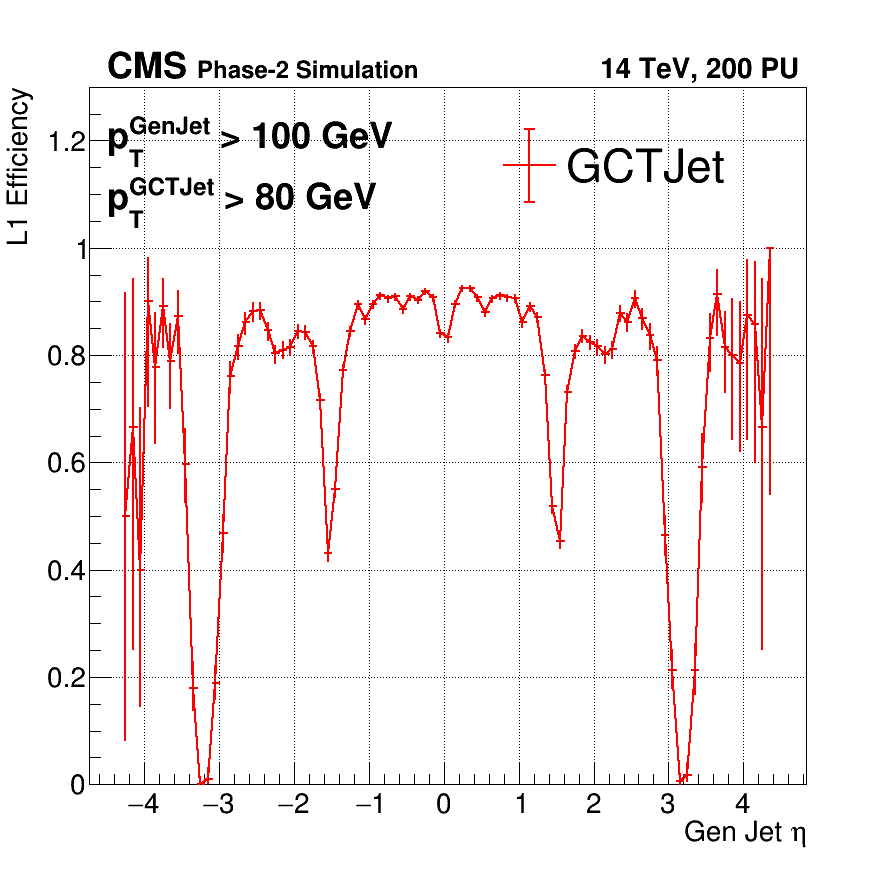 CMS Phase-2 Simulation 14 TeV, 200 PU
L1 Efficiency
p_T^GenJet > 100 GeV
p_T^GCTJet > 80 GeV
GCTJet
1.2
1
0.8
0.6
0.4
0.2
0
−4 −3 −2 −1 0 1 2 3 4
Gen Jet η